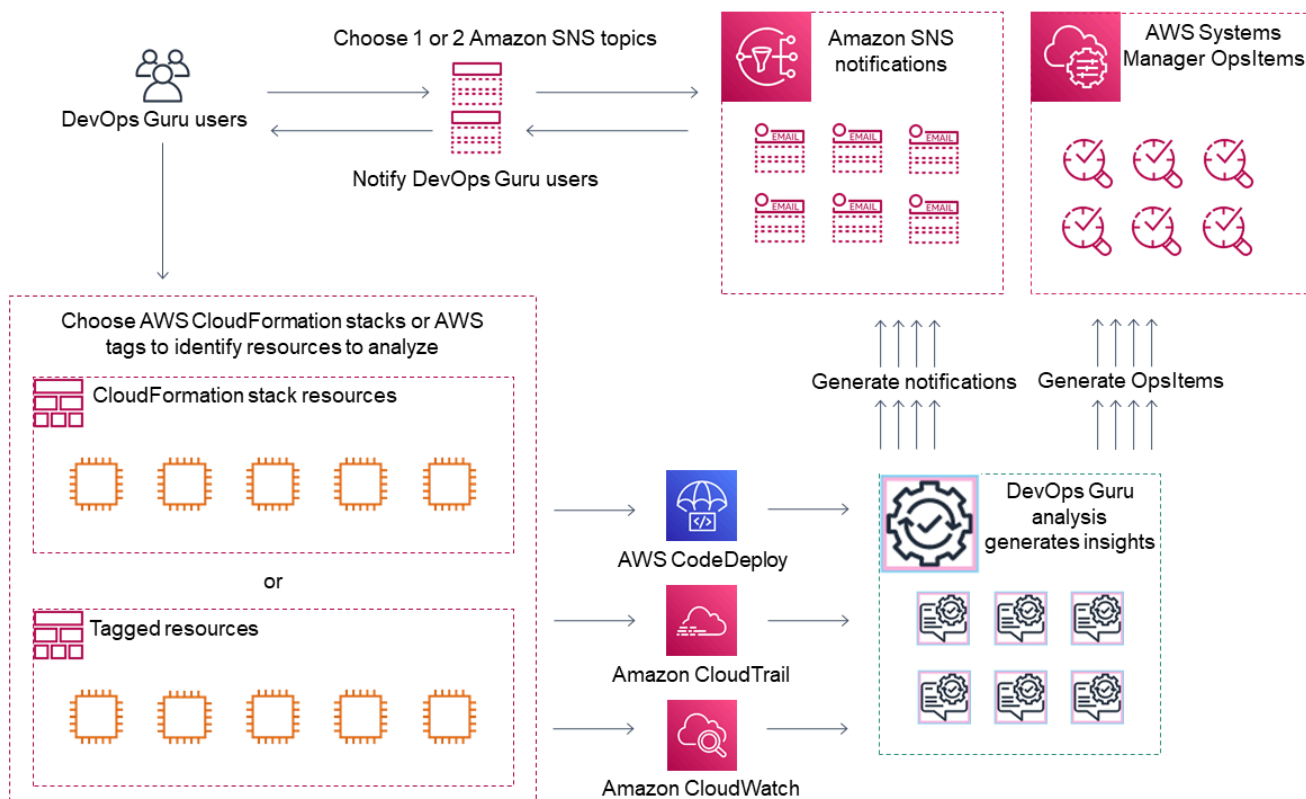 Choose 1 or 2 Amazon SNS topics
DevOps Guru users
Notify DevOps Guru users
Amazon SNS
notifications
EMAIL
EMAIL
EMAIL
EMAIL
EMAIL
EMAIL
AWS Systems
Manager OpsItems
Choose AWS CloudFormation stacks or AWS
tags to identify resources to analyze
CloudFormation stack resources
or
Tagged resources
</>
AWS CodeDeploy
Amazon CloudTrail
Amazon CloudWatch
Generate notifications
Generate OpsItems
DevOps Guru
analysis
generates insights